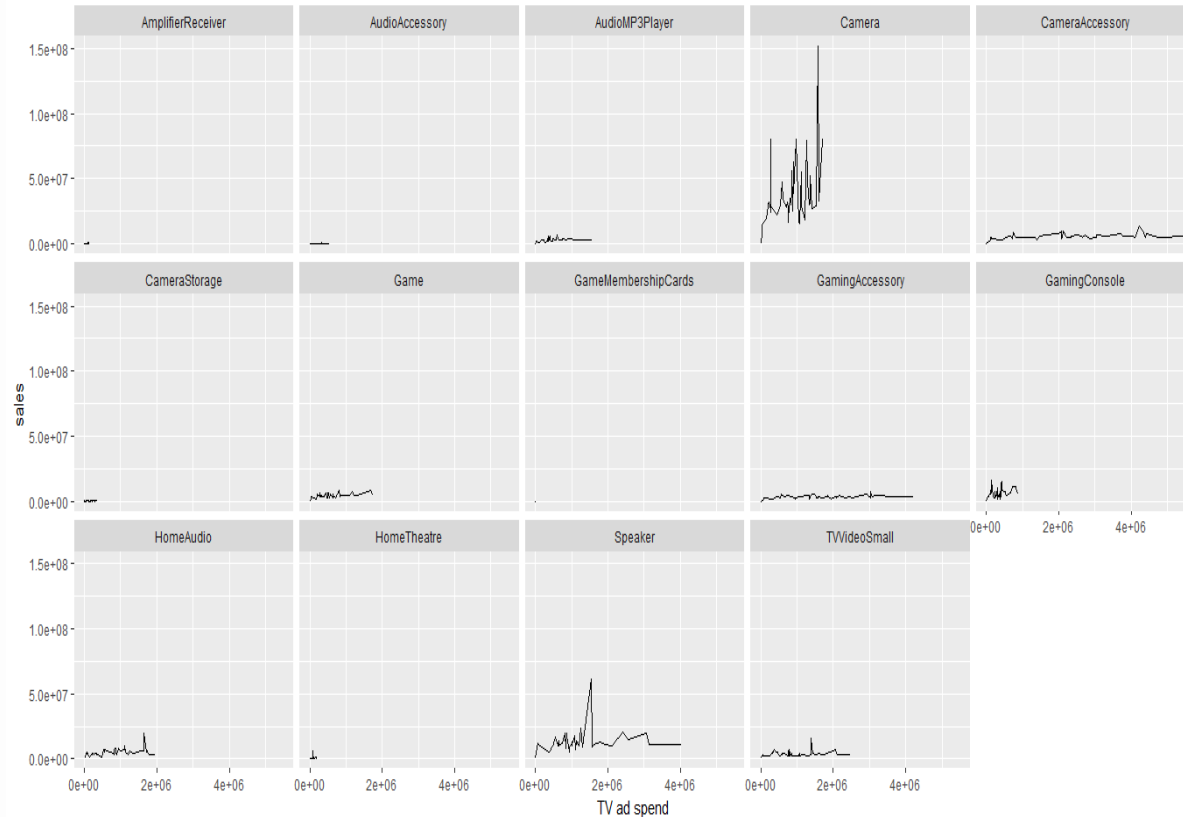 AmplifierReceiver AudioAccessory AudioMP3Player Camera CameraAccessory
1.5e+08
1.0e+08
5.0e+07
0.0e+00
CameraStorage Game GameMembershipCards GamingAccessory GamingConsole
1.5e+08
1.0e+08
5.0e+07
0.0e+00
sales
0e+00 2e+06 4e+06
HomeAudio HomeTheatre Speaker TVVideoSmall
1.5e+08
1.0e+08
5.0e+07
0.0e+00
0e+00 2e+06 4e+06 0e+00 2e+06 4e+06 0e+00 2e+06 4e+06 0e+00 2e+06 4e+06
TV ad spend